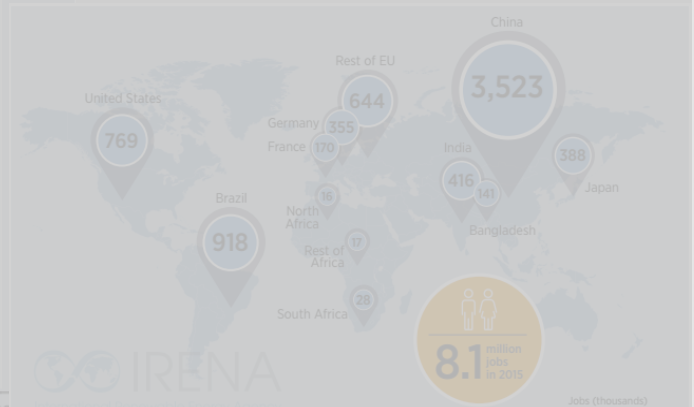 China
3,523
Rest of EU
644
United States
769
Germany
355
France
170
India
416
141
Bangladesh
388
Japan
Brazil
918
16
North
Africa
17
Rest of
Africa
28
South Africa
8.1
million
jobs
in 2015
IRENA
Jobs (thousands)